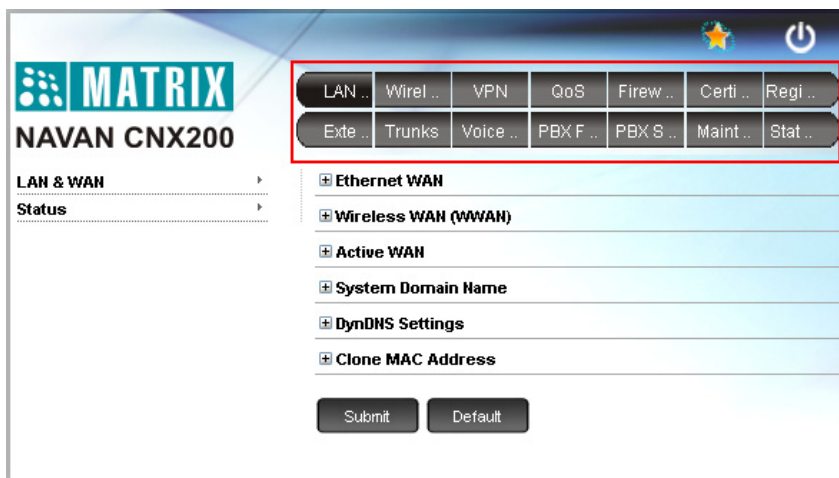 MATRIX
NAVAN CNX200
LAN .. Wirel .. VPN QoS Firew .. Certi .. Regi ..
Exte .. Trunks Voice .. PBX F .. PBX S .. Maint .. Stat ..
LAN & WAN
Status
Ethernet WAN
Wireless WAN (WWAN)
Active WAN
System Domain Name
DynDNS Settings
Clone MAC Address
Submit Default